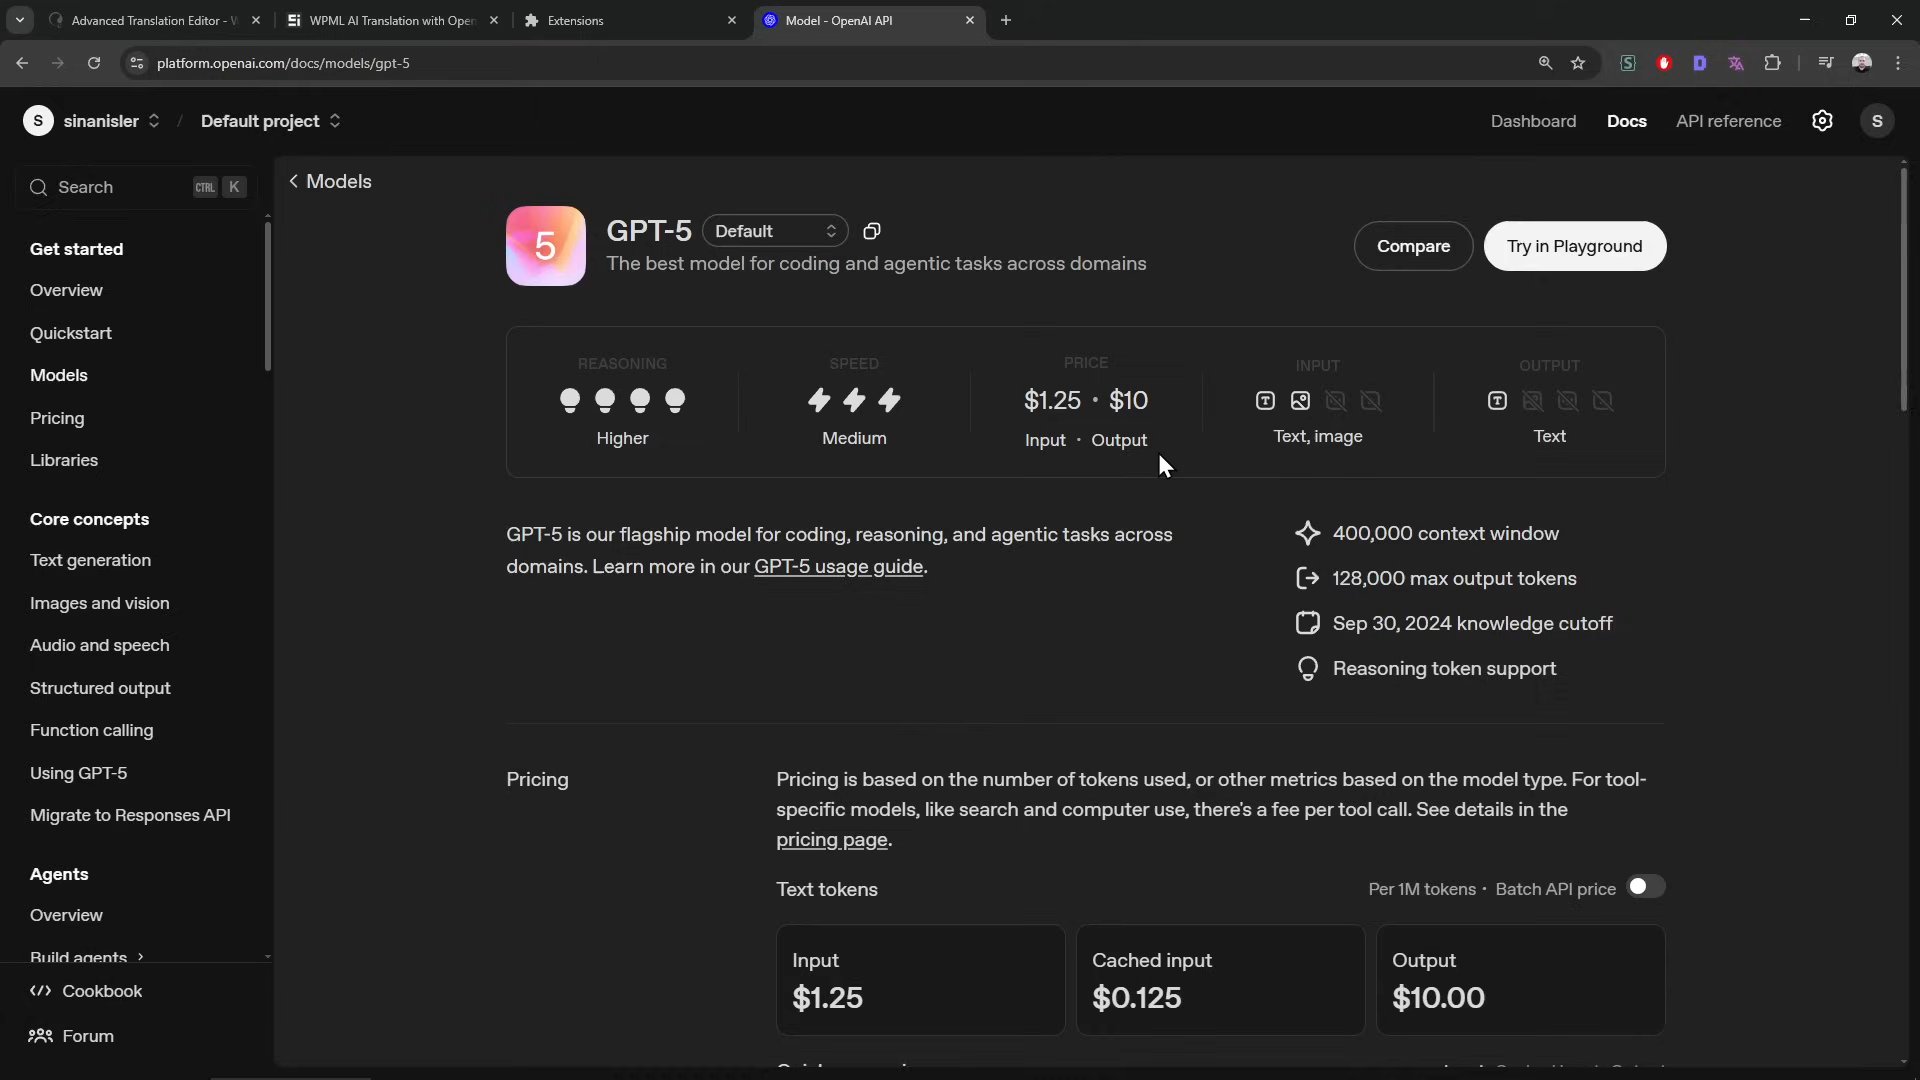 Advanced Translation Editor - W
WPML AI Translation with Open
Extensions
Model - OpenAI API
platform.openai.com/docs/models/gpt-5
S sinanisler / Default project
Dashboard Docs API reference S
Search CTRL K
Get started
Overview
Quickstart
Models
Pricing
Libraries
Core concepts
Text generation
Images and vision
Audio and speech
Structured output
Function calling
Using GPT-5
Migrate to Responses API
Agents
Overview
Build agents
Cookbook
Forum
Models
5
GPT-5 Default
The best model for coding and agentic tasks across domains
Compare
Try in Playground
REASONING
Higher
SPEED
Medium
PRICE
$1.25 • $10
Input • Output
INPUT
Text, image
OUTPUT
Text
GPT-5 is our flagship model for coding, reasoning, and agentic tasks across
domains. Learn more in our GPT-5 usage guide.
400,000 context window
128,000 max output tokens
Sep 30, 2024 knowledge cutoff
Reasoning token support
Pricing
Pricing is based on the number of tokens used, or other metrics based on the model type. For tool-
specific models, like search and computer use, there's a fee per tool call. See details in the
pricing page.
Text tokens
Per 1M tokens • Batch API price
Input
$1.25
Cached input
$0.125
Output
$10.00